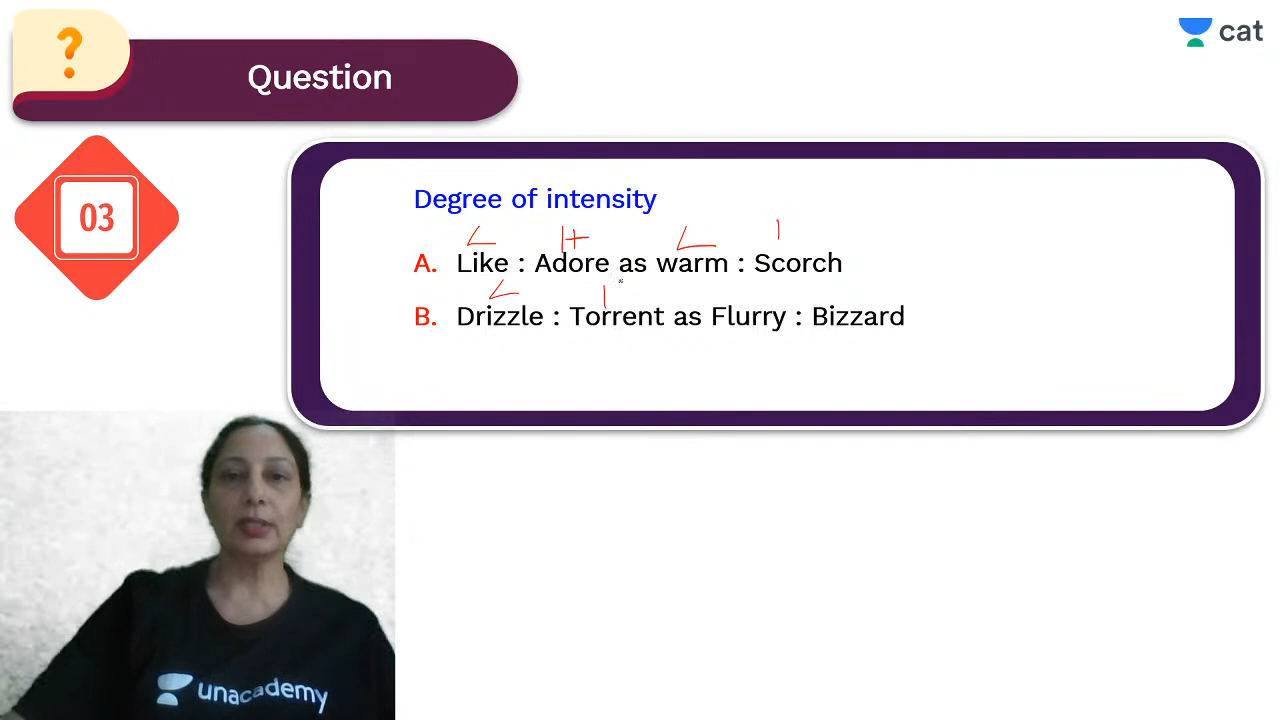 ?
Question
cat
03
Degree of intensity
A. Like : Adore as warm : Scorch
B. Drizzle : Torrent as Flurry : Bizzard
unacademy